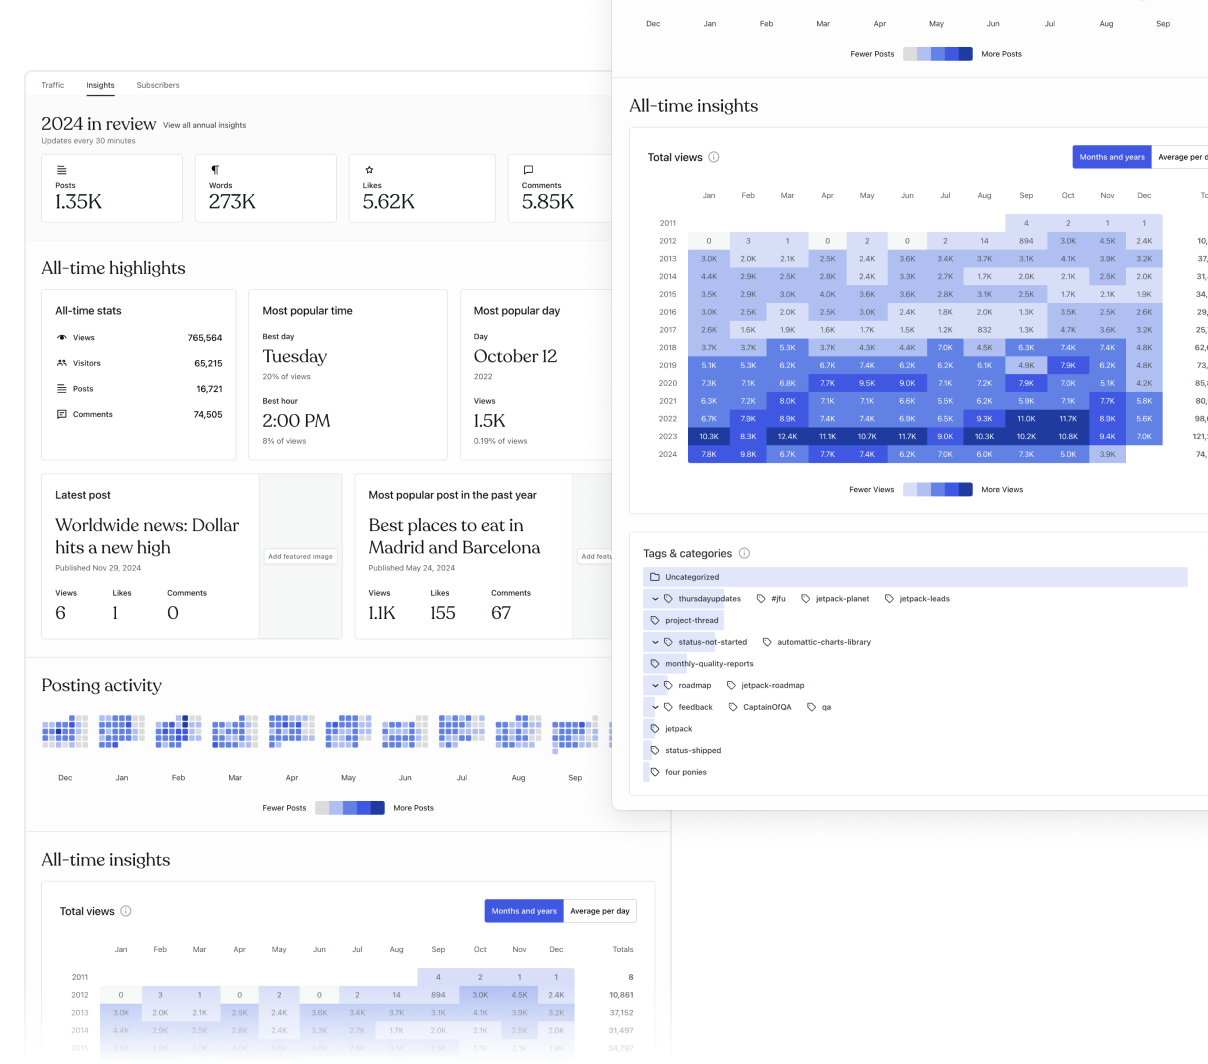 Traffic Insights Subscribers
2024 in review View all annual insights
Updates every 30 minutes
Posts Words Likes Comments
1.35K 273K 5.62K 5.85K
All-time highlights
All-time stats
Views 765,564
Visitors 65,215
Posts 16,721
Comments 74,505
Most popular time
Best day
Tuesday
20% of views
Best hour
2:00 PM
8% of views
Most popular day
Day
October 12
2022
Views
1.5K
0.19% of views
Latest post
Worldwide news: Dollar
hits a new high
Published Nov 29, 2024
Views Likes Comments
6 1 0
Add featured image
Most popular post in the past year
Best places to eat in
Madrid and Barcelona
Published May 24, 2024
Views Likes Comments
1.1K 155 67
Add featu
Posting activity
Dec Jan Feb Mar Apr May Jun Jul Aug Sep
Fewer Posts More Posts
All-time insights
Total views Months and years Average per day
Jan Feb Mar Apr May Jun Jul Aug Sep Oct Nov Dec Totals
2011 4 2 1 1 8
2012 0 3 1 0 2 0 2 14 894 3.0K 4.5K 2.4K 10,861
2013 3.0K 2.0K 2.1K 2.5K 2.4K 3.6K 3.4K 3.7K 3.1K 4.1K 3.9K 3.2K 37,152
2014 4.4K 2.9K 2.5K 2.8K 2.4K 3.3K 2.7K 1.7K 2.0K 2.1K 2.5K 2.0K 31,497
2015 3.5K 2.9K 3.0K 4.0K 3.6K 3.6K 2.8K 3.1K 2.5K 1.7K 2.1K 1.9K 34,797
Dec Jan Feb Mar Apr May Jun Jul Aug Sep
Fewer Posts More Posts
All-time insights
Total views Months and years Average per d
Jan Feb Mar Apr May Jun Jul Aug Sep Oct Nov Dec To
2011 4 2 1 1
2012 0 3 1 0 2 0 2 14 894 3.0K 4.5K 2.4K 10,
2013 3.0K 2.0K 2.1K 2.5K 2.4K 3.6K 3.4K 3.7K 3.1K 4.1K 3.9K 3.2K 37,
2014 4.4K 2.9K 2.5K 2.8K 2.4K 3.3K 2.7K 1.7K 2.0K 2.1K 2.5K 2.0K 31,
2015 3.5K 2.9K 3.0K 4.0K 3.6K 3.6K 2.8K 3.1K 2.5K 1.7K 2.1K 1.9K 34,
2016 3.0K 2.5K 2.0K 2.5K 3.0K 2.4K 1.8K 2.0K 1.3K 3.5K 2.5K 2.6K 29,
2017 2.6K 1.6K 1.9K 1.6K 1.7K 1.5K 1.2K 832 1.3K 4.7K 3.6K 3.2K 25,
2018 3.7K 3.7K 5.3K 3.7K 4.3K 4.4K 7.0K 4.5K 6.3K 7.4K 7.4K 4.8K 62,
2019 5.1K 5.3K 6.2K 6.7K 7.4K 6.2K 6.2K 6.1K 4.9K 7.9K 6.2K 4.8K 73,
2020 7.3K 7.1K 6.8K 7.7K 9.5K 9.0K 7.1K 7.2K 7.9K 7.0K 5.1K 4.2K 85,
2021 6.3K 7.2K 8.0K 7.1K 7.1K 6.6K 5.5K 6.2K 5.9K 7.1K 7.7K 5.8K 80,
2022 6.7K 7.9K 8.9K 7.4K 7.4K 6.9K 6.5K 9.3K 11.0K 11.7K 8.9K 5.6K 98,
2023 10.3K 8.3K 12.4K 11.1K 10.7K 11.7K 9.0K 10.3K 10.2K 10.8K 9.4K 7.0K 121,
2024 7.8K 9.8K 6.7K 7.7K 7.4K 6.2K 7.0K 6.0K 7.3K 5.0K 3.9K 74,
Fewer Views More Views
Tags & categories
Uncategorized
thursdayupdates #jfu jetpack-planet jetpack-leads
project-thread
status-not-started automattic-charts-library
monthly-quality-reports
roadmap jetpack-roadmap
feedback CaptainOfQA qa
jetpack
status-shipped
four ponies